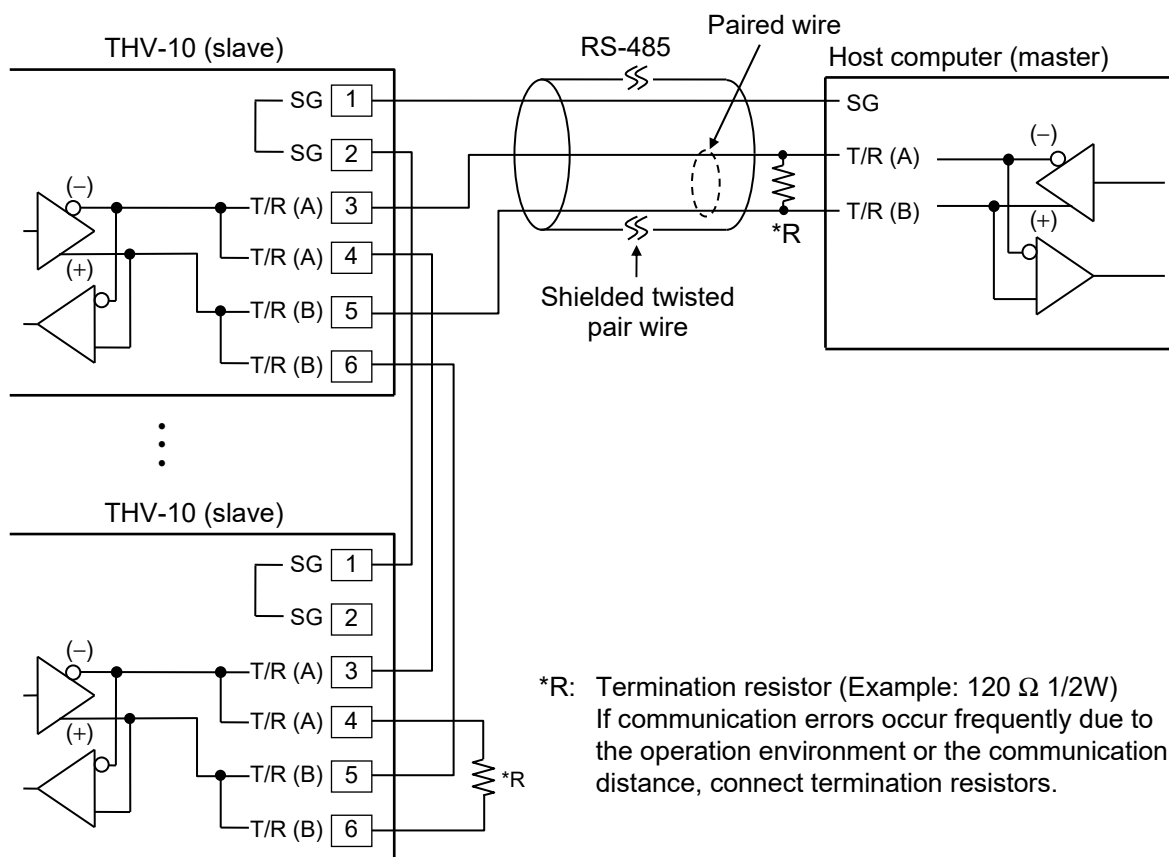 Paired wire
THV-10 (slave)
RS-485
Host computer (master)
SG 1
SG
SG 2
(−)
T/R (A)
(−)
T/R (A) 3
T/R (B)
*R
(+)
T/R (A) 4
(+)
Shielded twisted
pair wire
T/R (B) 5
T/R (B) 6
THV-10 (slave)
SG 1
SG 2
(−)
T/R (A) 3
*R: Termination resistor (Example: 120 Ω 1/2W)
T/R (A) 4
If communication errors occur frequently due to
(+)
the operation environment or the communication
T/R (B) 5
*R
distance, connect termination resistors.
T/R (B) 6